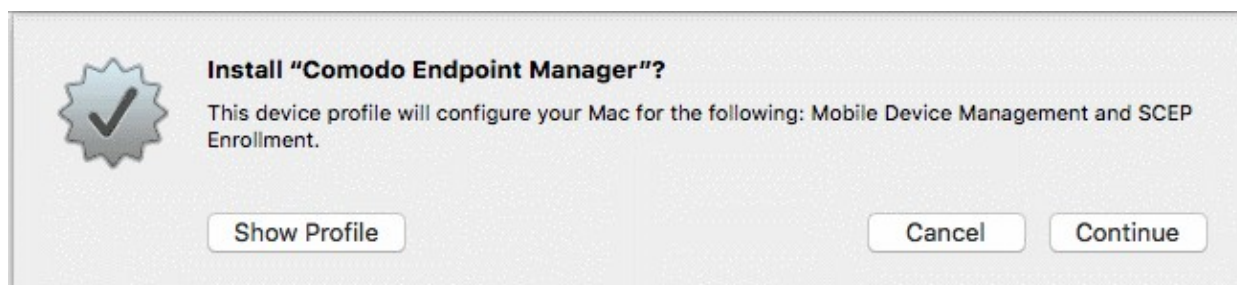 Install “Comodo Endpoint Manager”?
This device profile will configure your Mac for the following: Mobile Device Management and SCEP
Enrollment.
Show Profile
Cancel
Continue